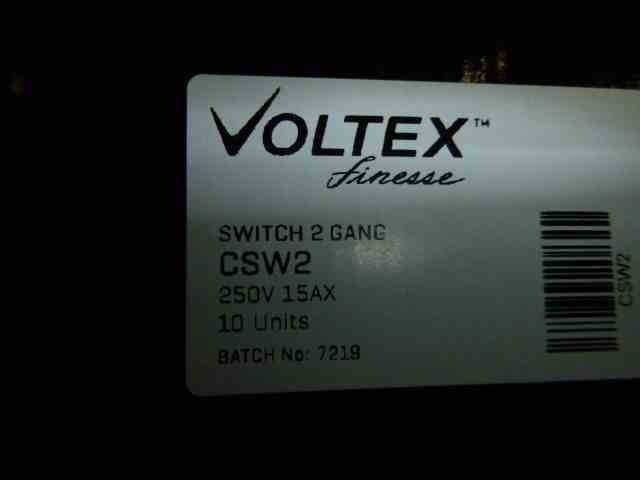 VOLTEX™
finesse
SWITCH 2 GANG
CSW2
250V 15AX
10 Units
BATCH No: 7219
CSW2